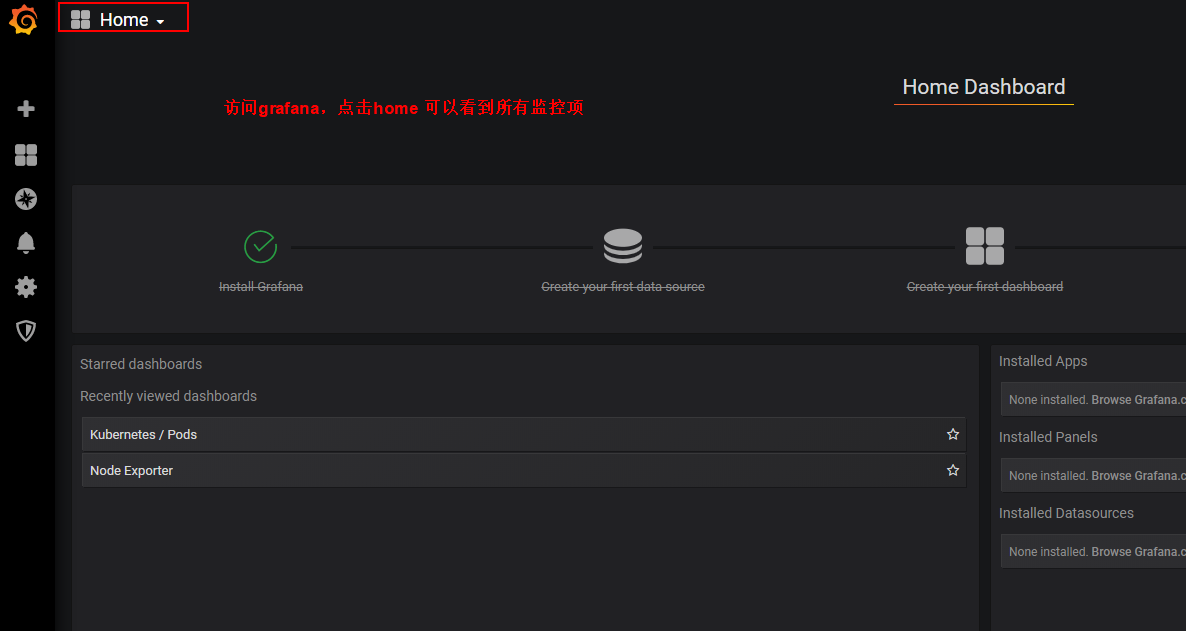 Home
Home Dashboard
访问grafana，点击home 可以看到所有监控项
Install Grafana
Create your first data source
Create your first dashboard
Starred dashboards
Recently viewed dashboards
Kubernetes / Pods
Node Exporter
Installed Apps
None installed. Browse Grafana.
Installed Panels
None installed. Browse Grafana.
Installed Datasources
None installed. Browse Grafana.